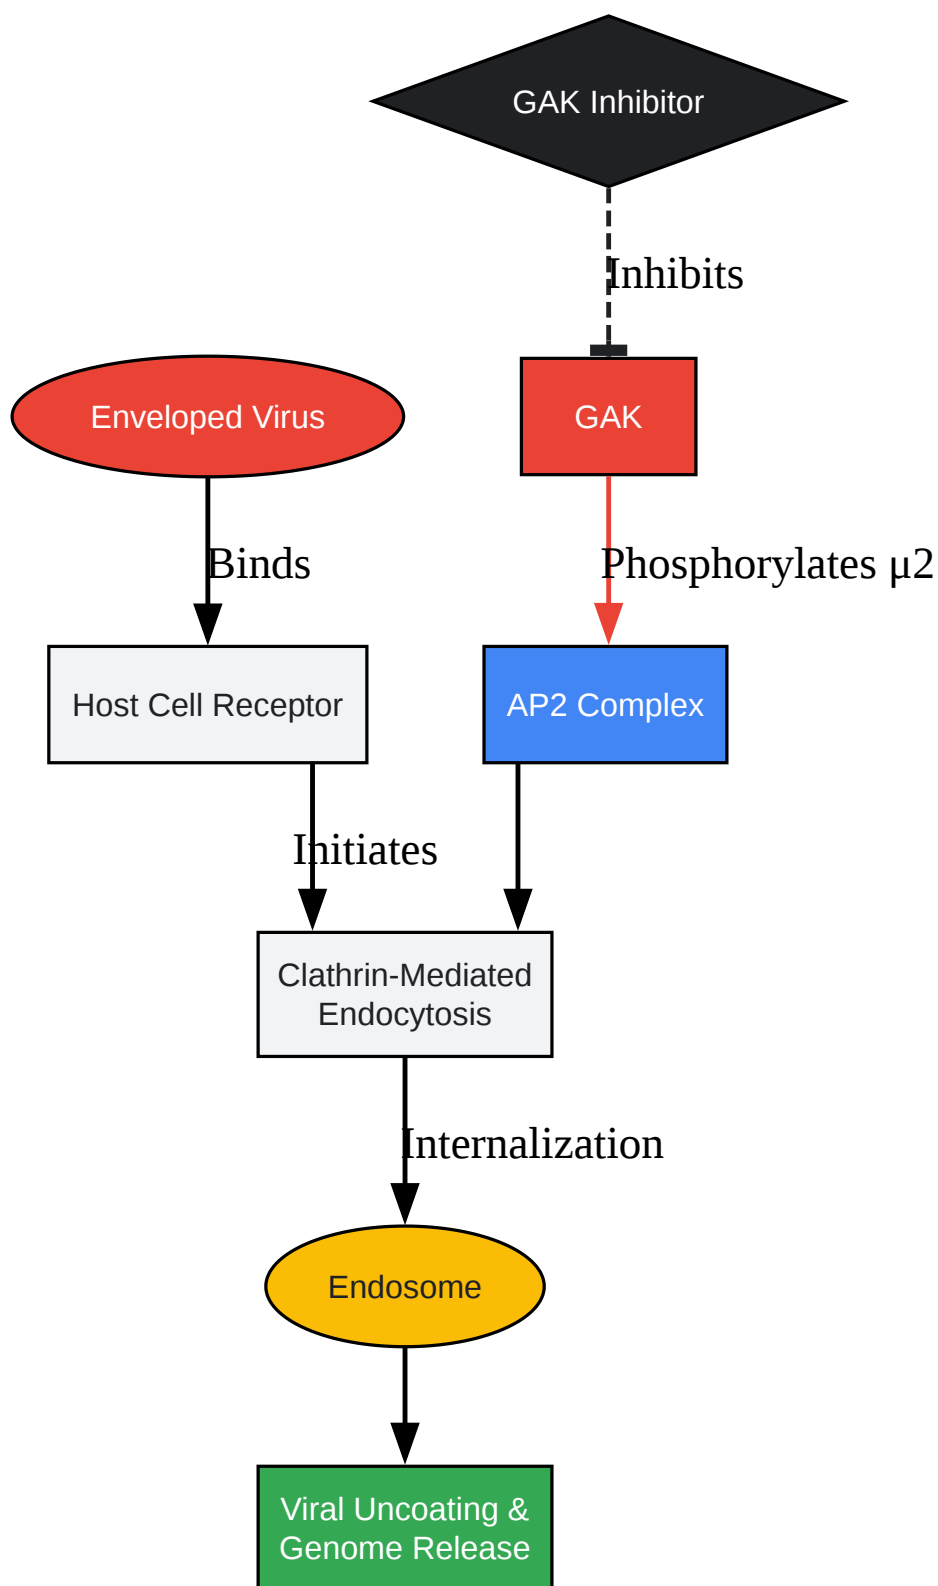 GAK Inhibitor
Inhibits
Enveloped Virus
GAK
Binds
Phosphorylates μ2
Host Cell Receptor
AP2 Complex
Initiates
Clathrin-Mediated
Endocytosis
Internalization
Endosome
Viral Uncoating &
Genome Release